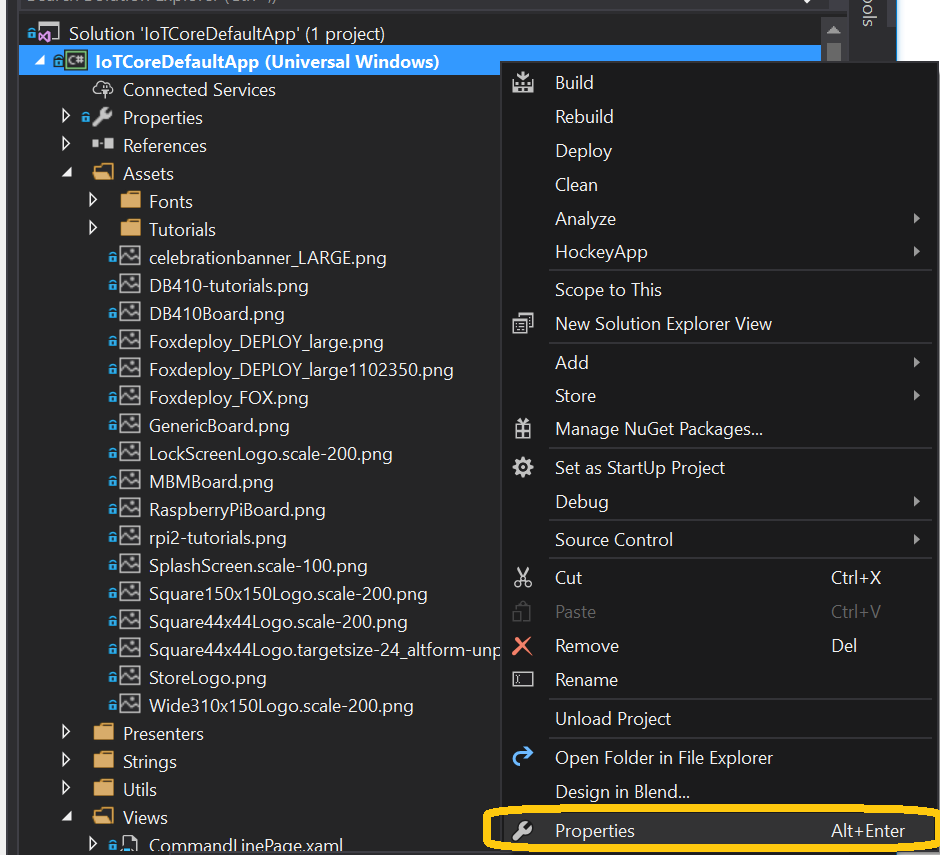 Solution 'IoTCoreDefaultApp' (1 project)
C# IoTCoreDefaultApp (Universal Windows)
Connected Services
Properties
References
Assets
Fonts
Tutorials
celebrationbanner_LARGE.png
DB410-tutorials.png
DB410Board.png
Foxdeploy_DEPLOY_large.png
Foxdeploy_DEPLOY_large1102350.png
Foxdeploy_FOX.png
GenericBoard.png
LockScreenLogo.scale-200.png
MBMBoard.png
RaspberryPiBoard.png
rpi2-tutorials.png
SplashScreen.scale-100.png
Square150x150Logo.scale-200.png
Square44x44Logo.scale-200.png
Square44x44Logo.targetsize-24_altform-unp
StoreLogo.png
Wide310x150Logo.scale-200.png
Presenters
Strings
Utils
Views
CommandLinePage.xaml
Build
Rebuild
Deploy
Clean
Analyze
HockeyApp
Scope to This
New Solution Explorer View
Add
Store
Manage NuGet Packages...
Set as StartUp Project
Debug
Source Control
Cut Ctrl+X
Paste Ctrl+V
Remove Del
Rename
Unload Project
Open Folder in File Explorer
Design in Blend...
Properties Alt+Enter
ools